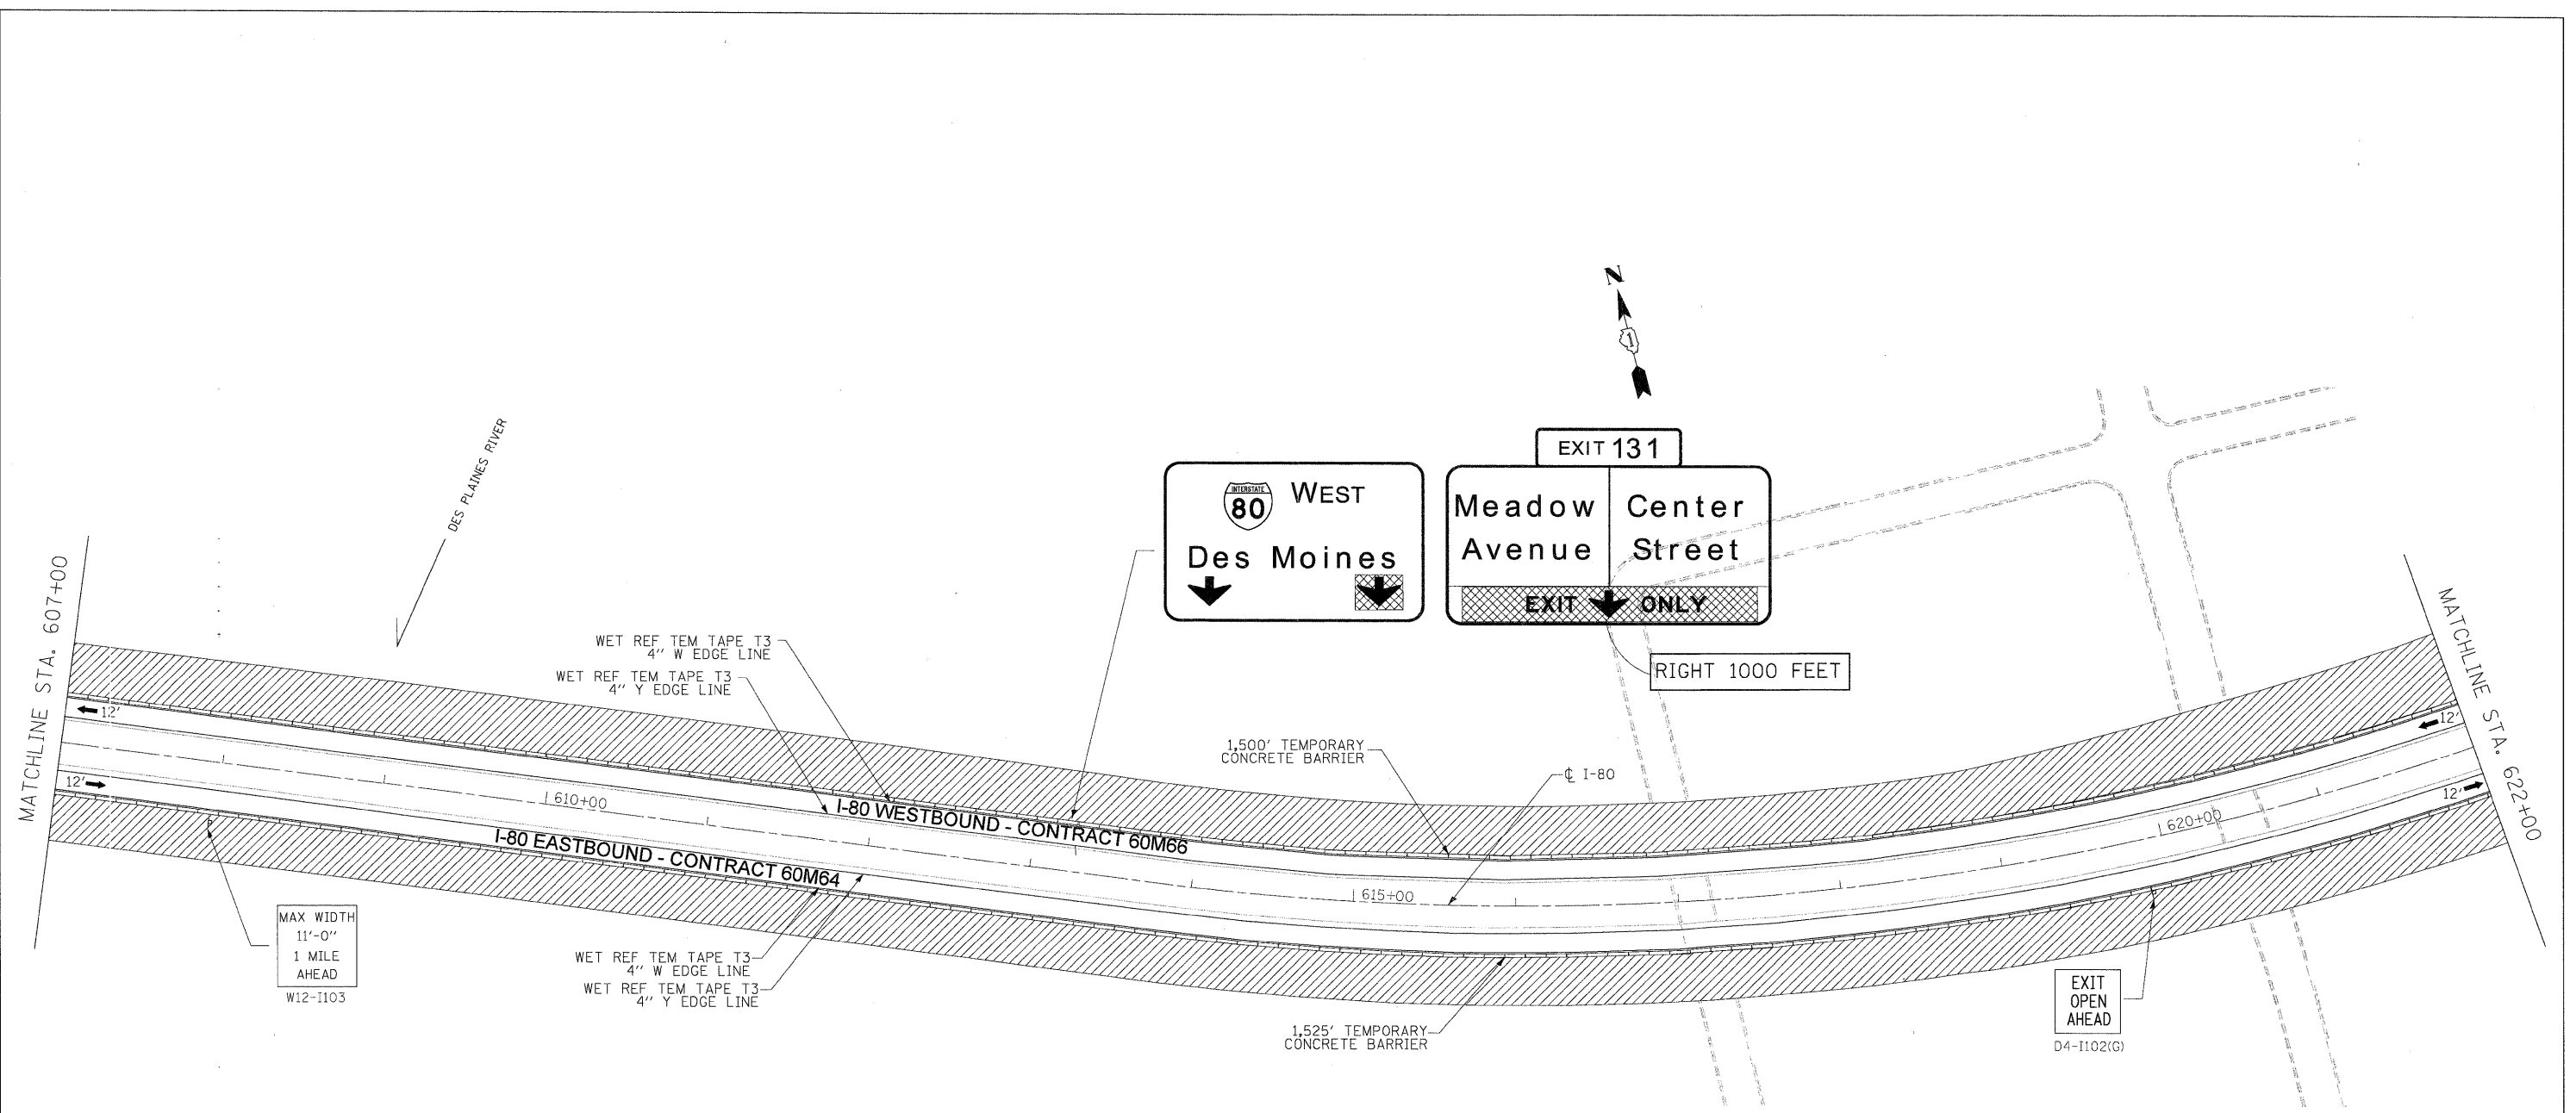 N
1
EXIT 131
INTERSTATE
80
WEST
Des Moines
Meadow
Avenue
Center
Street
EXIT ONLY
RIGHT 1000 FEET
DES PLAINES RIVER
MATCHLINE STA. 607+00
MATCHLINE STA. 622+00
WET REF TEM TAPE T3
4" W EDGE LINE
WET REF TEM TAPE T3
4" Y EDGE LINE
12'
12'
12'
12'
1,500' TEMPORARY
CONCRETE BARRIER
℄ I-80
610+00
615+00
620+00
I-80 WESTBOUND - CONTRACT 60M66
I-80 EASTBOUND - CONTRACT 60M64
MAX WIDTH
11'-0"
1 MILE
AHEAD
W12-I103
WET REF TEM TAPE T3
4" W EDGE LINE
WET REF TEM TAPE T3
4" Y EDGE LINE
1,525' TEMPORARY
CONCRETE BARRIER
EXIT
OPEN
AHEAD
D4-I102(G)